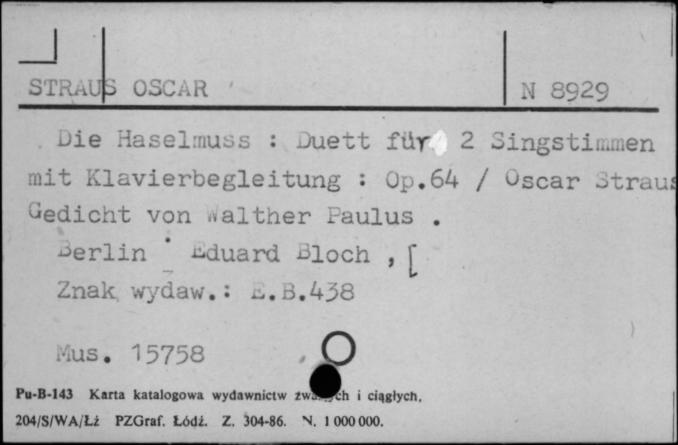 STRAUS OSCAR N 8929
Die Haselmuss : Duett für 2 Singstimmen
mit Klavierbegleitung : Op.64 / Oscar Straus
Gedicht von Walther Paulus .
Berlin : Eduard Bloch , [
Znak wydaw.: E.B.438
Mus. 15758
Pu-B-143 Karta katalogowa wydawnictw i ciągłych.
204/S/WA/Łż PZGraf. Łódź. Z. 304-86. N. 1 000 000.